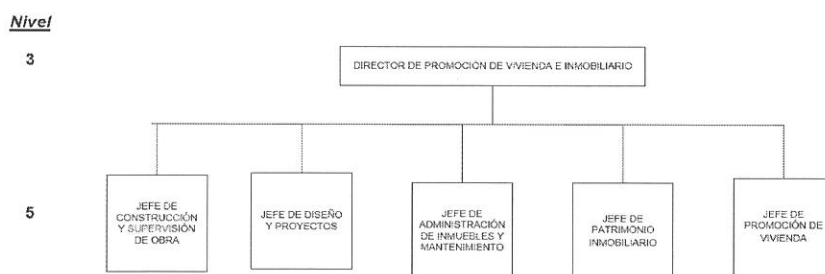 Nivel
3
DIRECTOR DE PROMOCIÓN DE VIVIENDA E INMOBILIARIO
5
JEFE DE
CONSTRUCCIÓN
Y SUPERVISIÓN
DE OBRA
JEFE DE DISEÑO
Y PROYECTOS
JEFE DE
ADMINISTRACIÓN
DE INMUEBLES Y
MANTENIMIENTO
JEFE DE
PATRIMONIO
INMOBILIARIO
JEFE DE
PROMOCIÓN DE
VIVIENDA